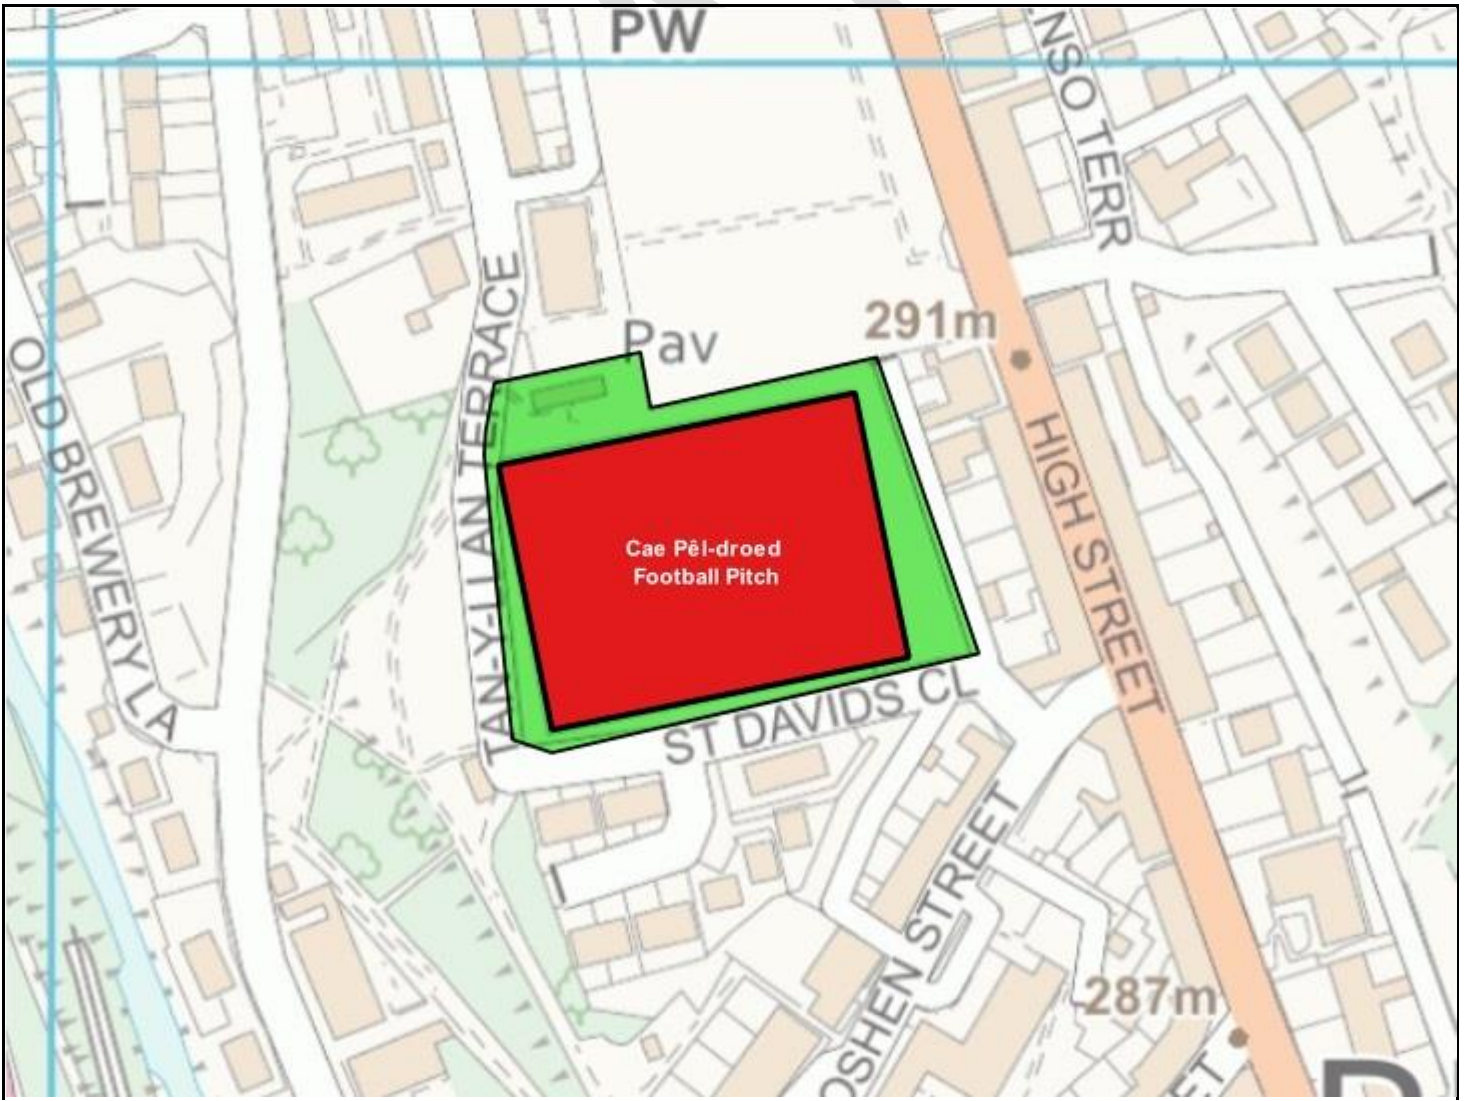 PW
NSO TERR
TAN-Y-LLAN TERRACE
Pav
291m
OLD BREWERY LA
HIGH STREET
Cae Pêl-droed
Football Pitch
ST DAVIDS CL
OSHEN STREET
287m
ET